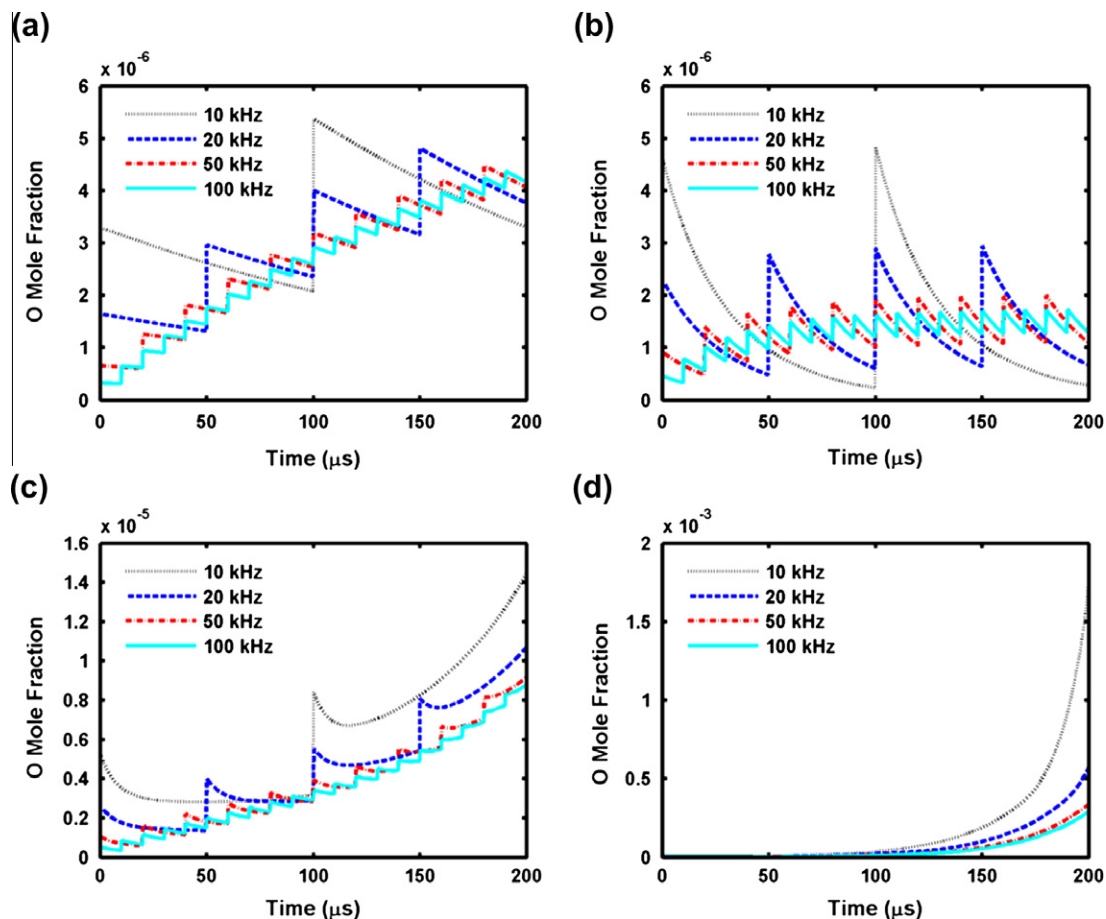 (a)
x 10-6
6
5
4
3
2
1
0
O Mole Fraction
10 kHz
20 kHz
50 kHz
100 kHz
0 50 100 150 200
Time (μs)
(b)
x 10-6
6
5
4
3
2
1
0
O Mole Fraction
10 kHz
20 kHz
50 kHz
100 kHz
0 50 100 150 200
Time (μs)
(c)
x 10-5
1.6
1.4
1.2
1
0.8
0.6
0.4
0.2
0
O Mole Fraction
10 kHz
20 kHz
50 kHz
100 kHz
0 50 100 150 200
Time (μs)
(d)
x 10-3
2
1.5
1
0.5
0
O Mole Fraction
10 kHz
20 kHz
50 kHz
100 kHz
0 50 100 150 200
Time (μs)